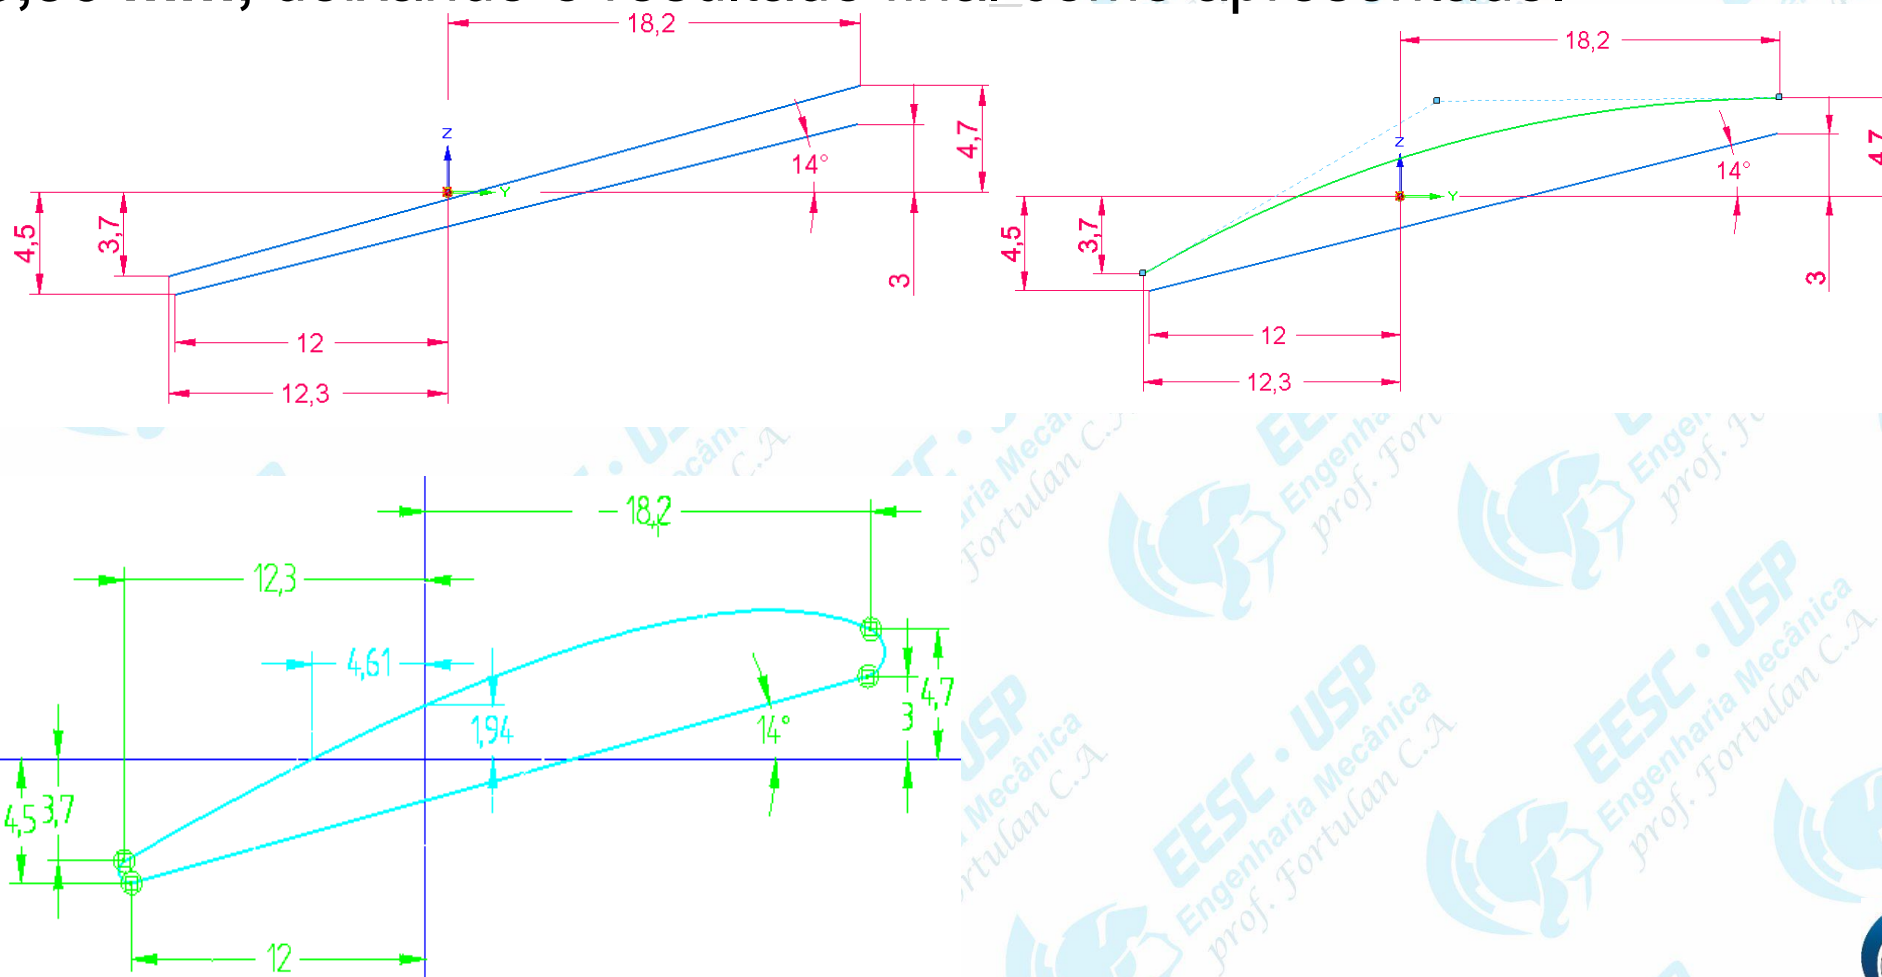 18,2
Z
Y
14°
4,7
4,5
3,7
3
12
12,3
18,2
Z
Y
14°
4,5
3,7
3
12
12,3
18,2
12,3
4,61
1,94
14°
3
4,7
4,5
3,7
12
EESC • USP
Engenharia Mecânica
prof. Fortulan C.A
EESC • USP
Engenharia Mecânica
prof. Fortulan C.A